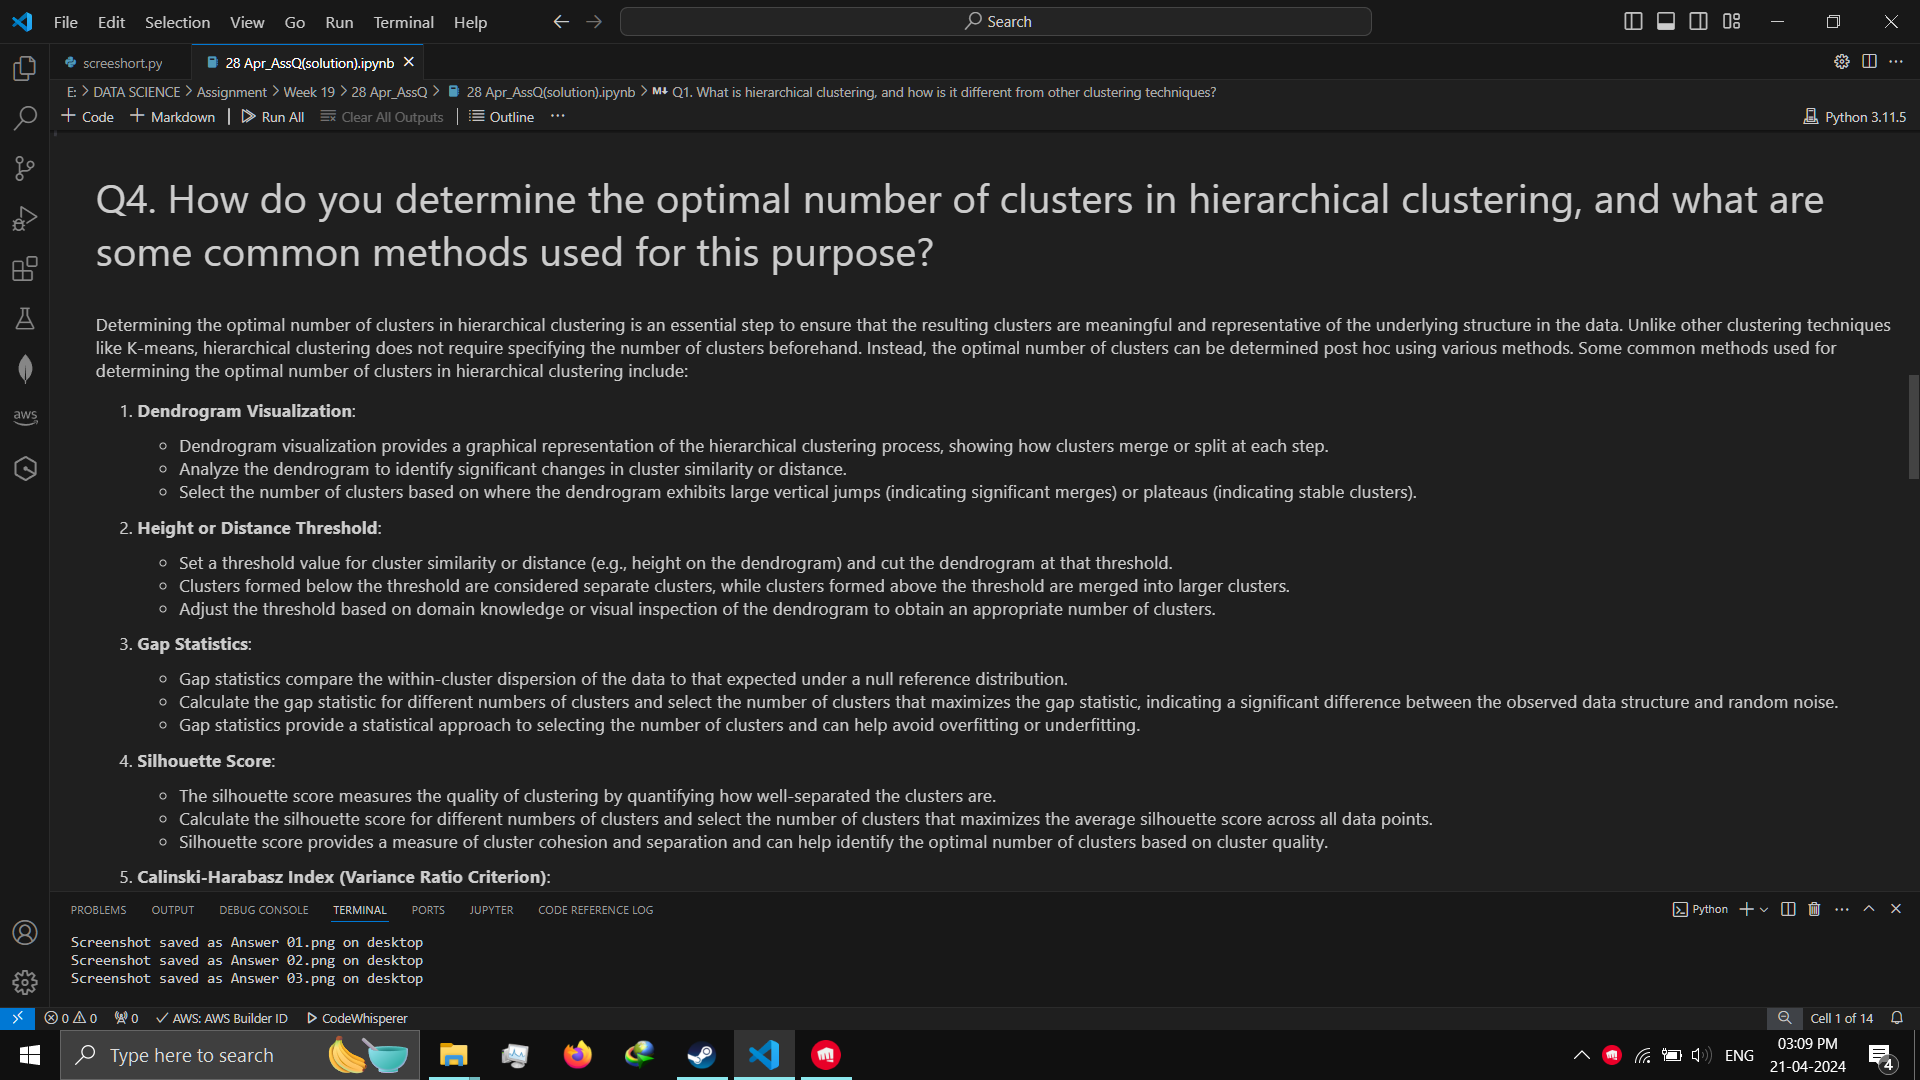 File Edit Selection View Go Run Terminal Help
Search
screeshort.py
28 Apr_AssQ(solution).ipynb
E: > DATA SCIENCE > Assignment > Week 19 > 28 Apr_AssQ > 28 Apr_AssQ(solution).ipynb > M↓ Q1. What is hierarchical clustering, and how is it different from other clustering techniques?
+ Code + Markdown | Run All Clear All Outputs | Outline ...
Python 3.11.5
Q4. How do you determine the optimal number of clusters in hierarchical clustering, and what are
some common methods used for this purpose?
Determining the optimal number of clusters in hierarchical clustering is an essential step to ensure that the resulting clusters are meaningful and representative of the underlying structure in the data. Unlike other clustering techniques
like K-means, hierarchical clustering does not require specifying the number of clusters beforehand. Instead, the optimal number of clusters can be determined post hoc using various methods. Some common methods used for
determining the optimal number of clusters in hierarchical clustering include:
1. Dendrogram Visualization:
Dendrogram visualization provides a graphical representation of the hierarchical clustering process, showing how clusters merge or split at each step.
Analyze the dendrogram to identify significant changes in cluster similarity or distance.
Select the number of clusters based on where the dendrogram exhibits large vertical jumps (indicating significant merges) or plateaus (indicating stable clusters).
2. Height or Distance Threshold:
Set a threshold value for cluster similarity or distance (e.g., height on the dendrogram) and cut the dendrogram at that threshold.
Clusters formed below the threshold are considered separate clusters, while clusters formed above the threshold are merged into larger clusters.
Adjust the threshold based on domain knowledge or visual inspection of the dendrogram to obtain an appropriate number of clusters.
3. Gap Statistics:
Gap statistics compare the within-cluster dispersion of the data to that expected under a null reference distribution.
Calculate the gap statistic for different numbers of clusters and select the number of clusters that maximizes the gap statistic, indicating a significant difference between the observed data structure and random noise.
Gap statistics provide a statistical approach to selecting the number of clusters and can help avoid overfitting or underfitting.
4. Silhouette Score:
The silhouette score measures the quality of clustering by quantifying how well-separated the clusters are.
Calculate the silhouette score for different numbers of clusters and select the number of clusters that maximizes the average silhouette score across all data points.
Silhouette score provides a measure of cluster cohesion and separation and can help identify the optimal number of clusters based on cluster quality.
5. Calinski-Harabasz Index (Variance Ratio Criterion):
PROBLEMS OUTPUT DEBUG CONSOLE TERMINAL PORTS JUPYTER CODE REFERENCE LOG
Python
Screenshot saved as Answer 01.png on desktop
Screenshot saved as Answer 02.png on desktop
Screenshot saved as Answer 03.png on desktop
aws
0 0 0 AWS: AWS Builder ID CodeWhisperer
Cell 1 of 14
Type here to search
ENG
03:09 PM
21-04-2024
4